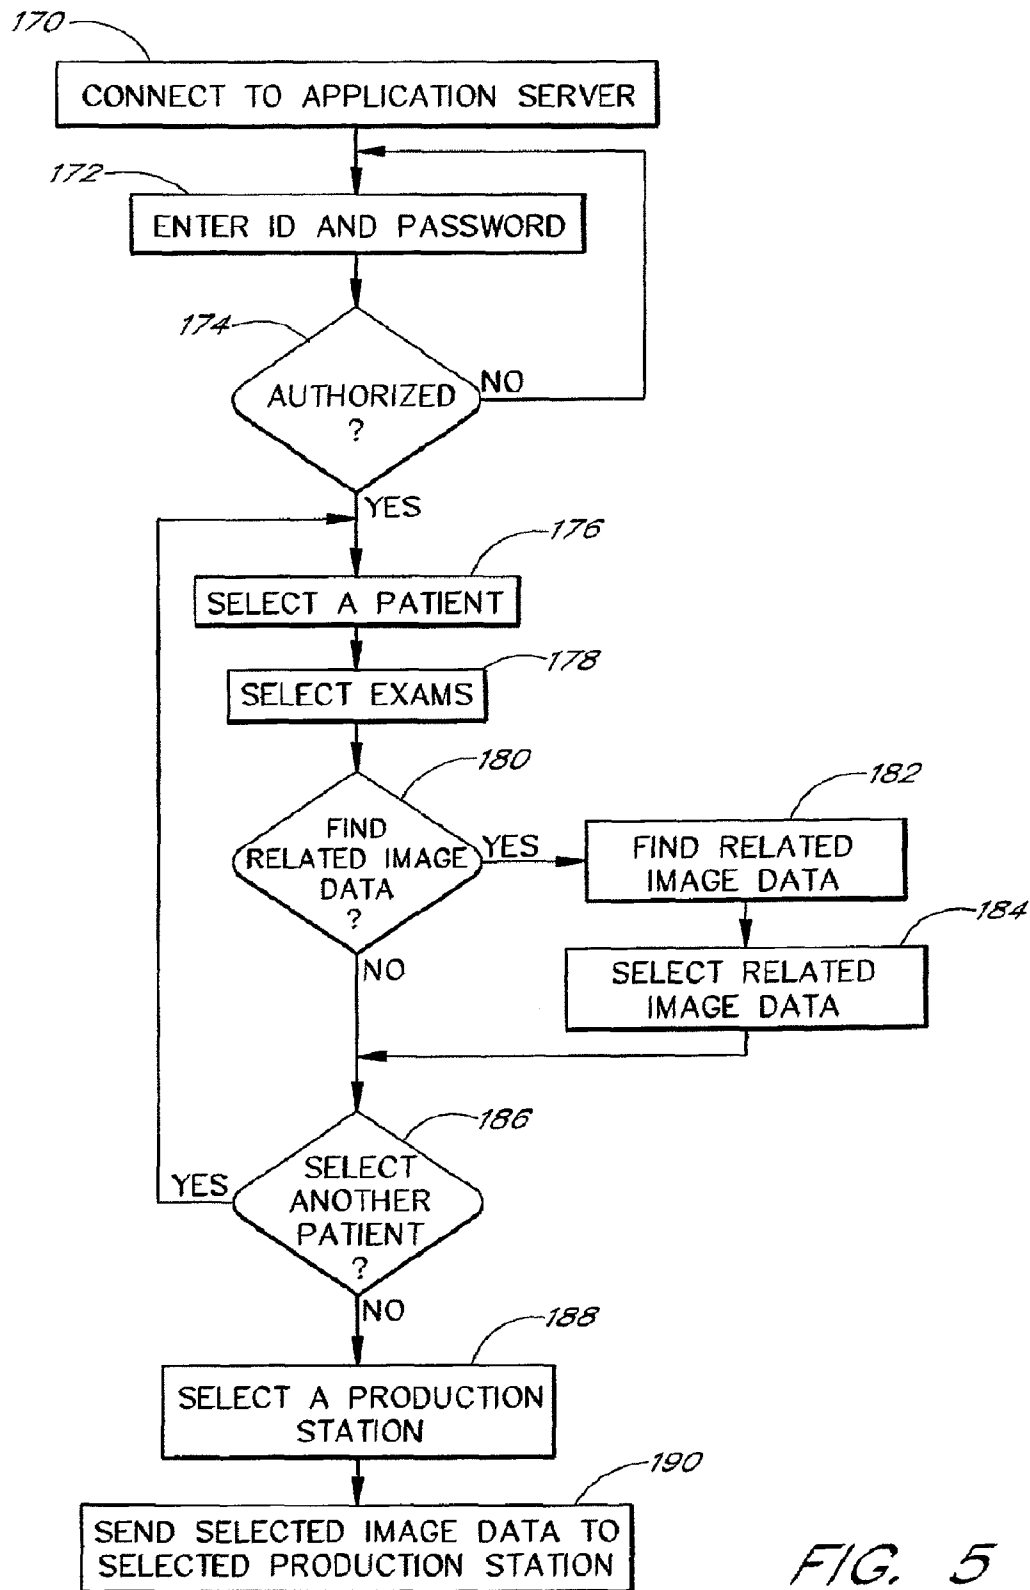 170
CONNECT TO APPLICATION SERVER
172
ENTER ID AND PASSWORD
174
AUTHORIZED
?
NO
YES
176
SELECT A PATIENT
178
SELECT EXAMS
180
FIND
RELATED IMAGE
DATA
?
YES
182
FIND RELATED
IMAGE DATA
184
SELECT RELATED
IMAGE DATA
NO
186
SELECT
ANOTHER
PATIENT
?
YES
NO
188
SELECT A PRODUCTION
STATION
190
SEND SELECTED IMAGE DATA TO
SELECTED PRODUCTION STATION
FIG. 5